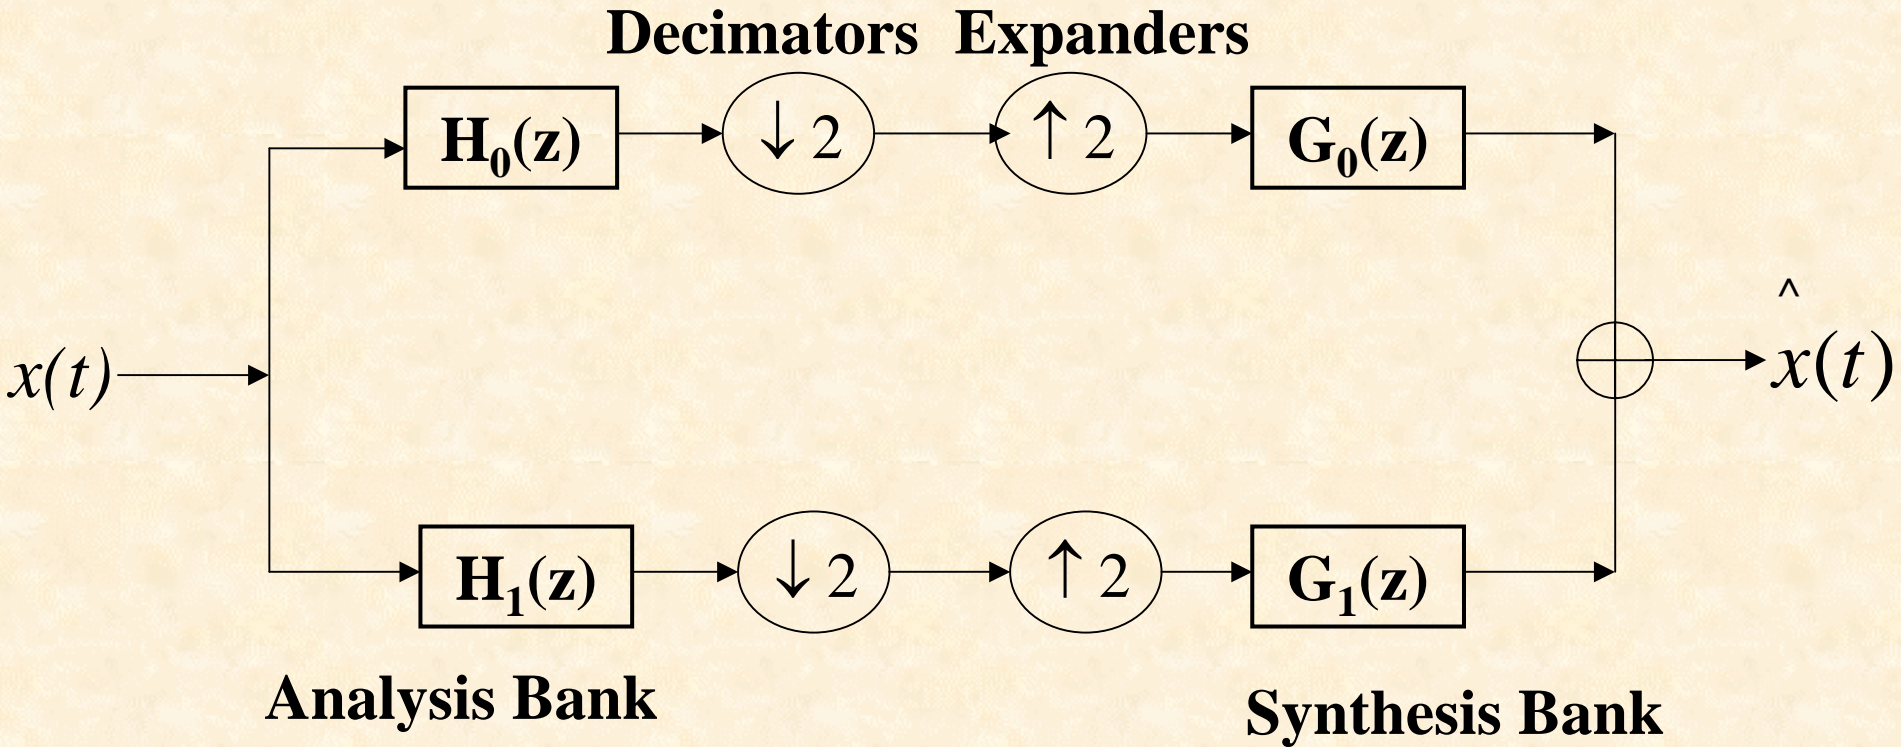 Decimators Expanders
H₀(z) ↓ 2 ↑ 2 G₀(z)
x(t) x̂(t)
H₁(z) ↓ 2 ↑ 2 G₁(z)
Analysis Bank Synthesis Bank